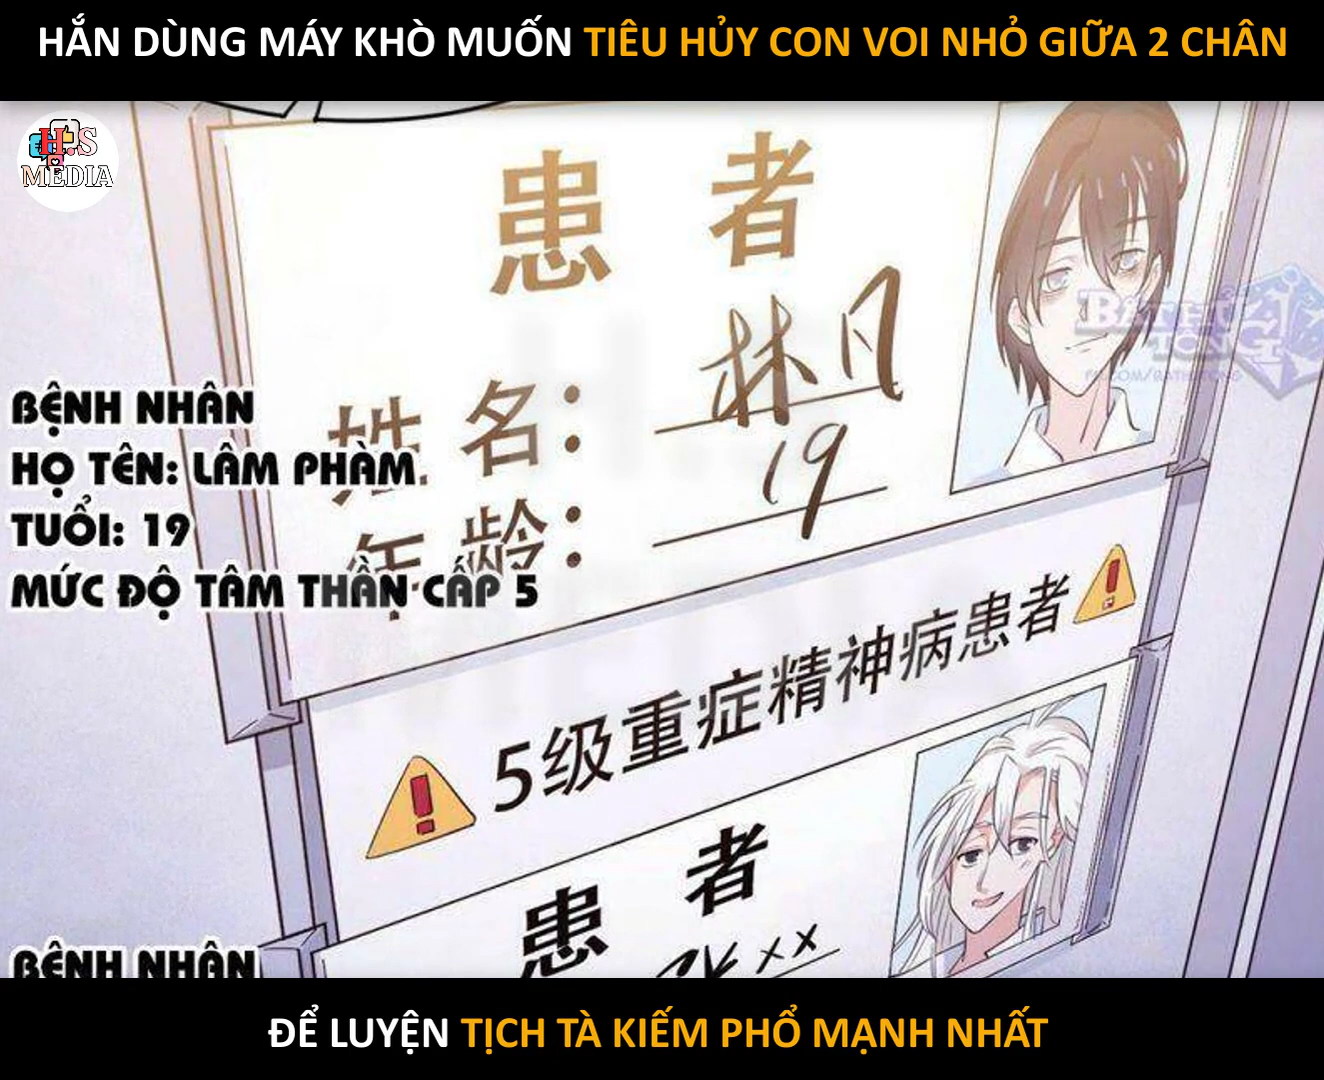 HẮN DÙNG MÁY KHÒ MUỐN TIÊU HỦY CON VOI NHỎ GIỮA 2 CHÂN
H.S
MEDIA
患者
姓名: 林凡
年龄: 19
BỆNH NHÂN
HỌ TÊN: LÂM PHÀM
TUỔI: 19
MỨC ĐỘ TÂM THẦN CẤP 5
5级重症精神病患者
患者
BỆNH NHÂN
ĐỂ LUYỆN TỊCH TÀ KIẾM PHỔ MẠNH NHẤT